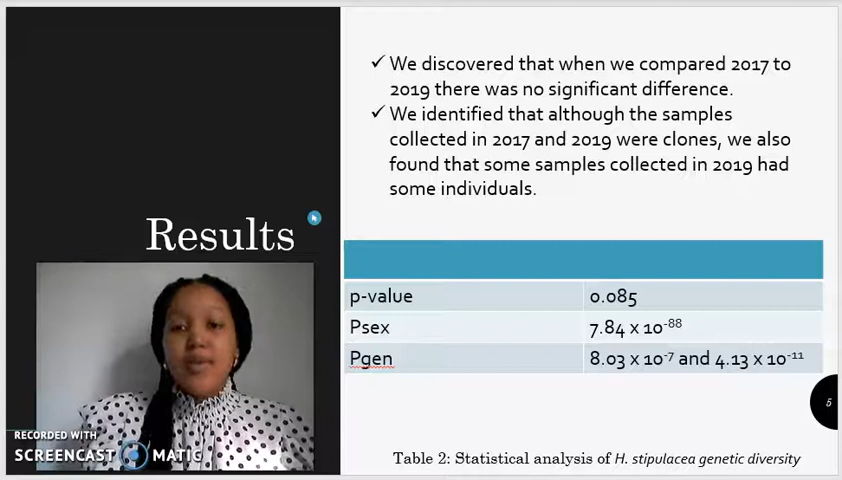 ✓ We discovered that when we compared 2017 to
2019 there was no significant difference.
✓ We identified that although the samples
collected in 2017 and 2019 were clones, we also
found that some samples collected in 2019 had
some individuals.
Results
p-value 0.085
Psex 7.84 x 10⁻⁸⁸
Pgen 8.03 x 10⁻⁷ and 4.13 x 10⁻¹¹
5
RECORDED WITH
SCREENCAST MATIC
Table 2: Statistical analysis of H. stipulacea genetic diversity